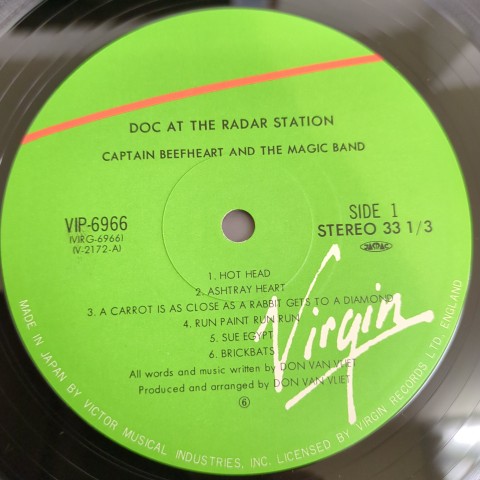 DOC AT THE RADAR STATION
CAPTAIN BEEFHEART AND THE MAGIC BAND
VIP-6966
(VIRG-6966)
(V-2172-A)
SIDE 1
STEREO 33 1/3
JASRAC
1. HOT HEAD
2. ASHTRAY HEART
3. A CARROT IS AS CLOSE AS A RABBIT GETS TO A DIAMOND
4. RUN PAINT RUN RUN
5. SUE EGYPT
6. BRICKBATS
Virgin
All words and music written by DON VAN VLIET
Produced and arranged by DON VAN VLIET
⑥
MADE IN JAPAN BY VICTOR MUSICAL INDUSTRIES, INC. LICENSED BY VIRGIN RECORDS LTD. ENGLAND